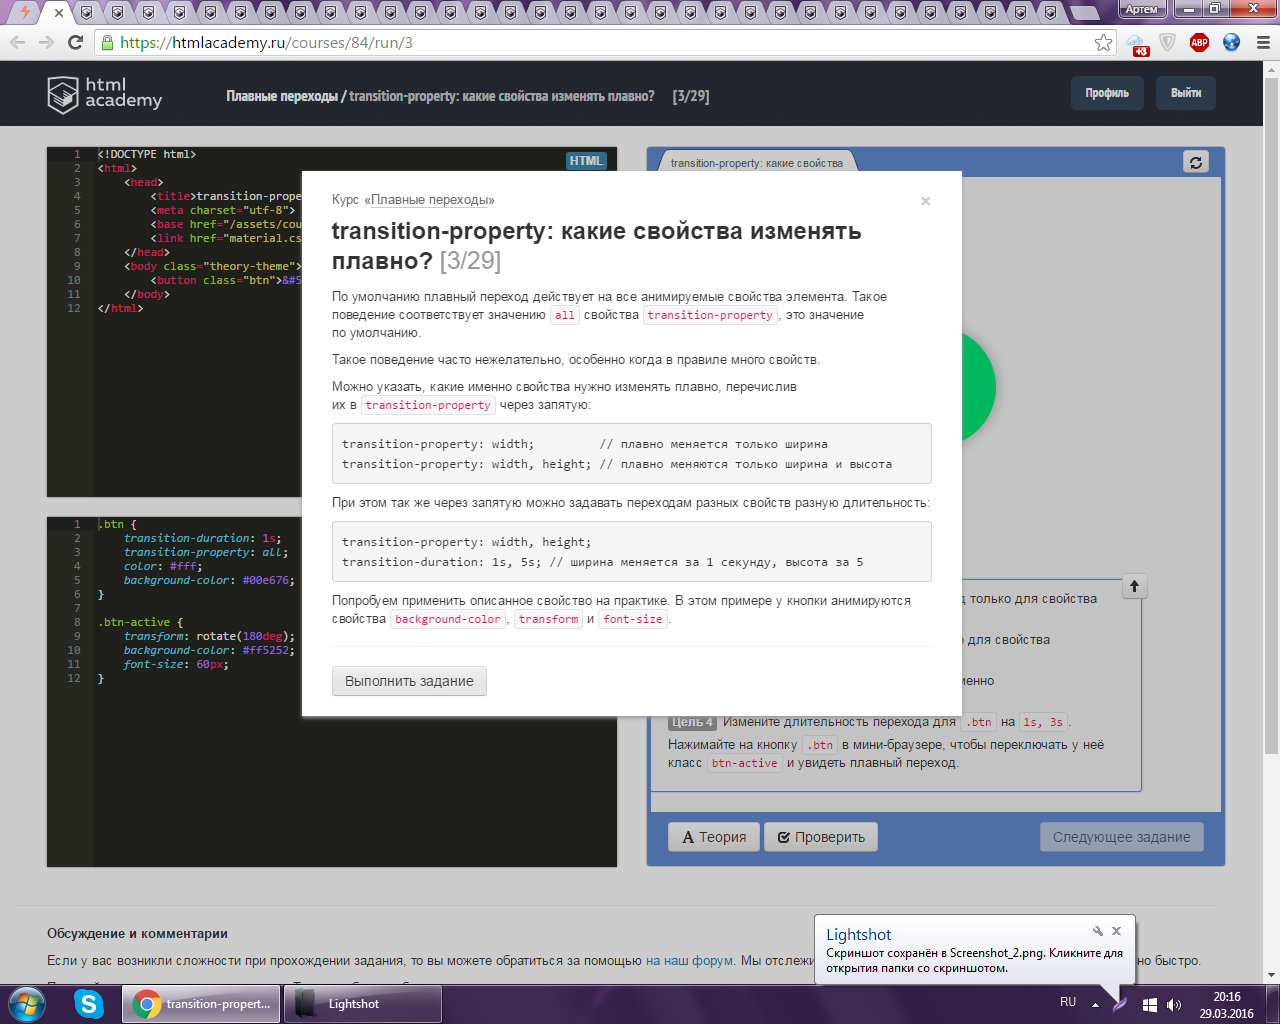 Артем
https://htmlacademy.ru/courses/84/run/3
+3
ABP
html
academy
Плавные переходы / transition-property: какие свойства изменять плавно? [3/29]
Профиль
Выйти
1 <!DOCTYPE html>
HTML
2 <html>
3 <head>
4 <title>transition-prope
5 <meta charset="utf-8">
6 <base href="/assets/cou
7 <link href="material.cs
8 </head>
9 <body class="theory-theme">
10 <button class="btn">&#5
11 </body>
12 </html>
transition-property: какие свойства
Курс «Плавные переходы»
×
transition-property: какие свойства изменять
плавно? [3/29]
По умолчанию плавный переход действует на все анимируемые свойства элемента. Такое
поведение соответствует значению all свойства transition-property, это значение
по умолчанию.
Такое поведение часто нежелательно, особенно когда в правиле много свойств.
Можно указать, какие именно свойства нужно изменять плавно, перечислив
их в transition-property через запятую:
transition-property: width; // плавно меняется только ширина
transition-property: width, height; // плавно меняются только ширина и высота
При этом так же через запятую можно задавать переходам разных свойств разную длительность:
transition-property: width, height;
transition-duration: 1s, 5s; // ширина меняется за 1 секунду, высота за 5
Попробуем применить описанное свойство на практике. В этом примере у кнопки анимируются
свойства background-color, transform и font-size.
Выполнить задание
1 .btn {
2 transition-duration: 1s;
3 transition-property: all;
4 color: #fff;
5 background-color: #00e676;
6 }
7
8 .btn-active {
9 transform: rotate(180deg);
10 background-color: #ff5252;
11 font-size: 60px;
12 }
только для свойства
для свойства
менно
Цель 4 Измените длительность перехода для .btn на 1s, 3s.
Нажимайте на кнопку .btn в мини-браузере, чтобы переключать у неё
класс btn-active и увидеть плавный переход.
Теория
Проверить
Следующее задание
Обсуждение и комментарии
Если у вас возникли сложности при прохождении задания, то вы можете обратиться за помощью на наш форум. Мы отслежи
но быстро.
Lightshot
Скриншот сохранён в Screenshot_2.png. Кликните для
открытия папки со скриншотом.
transition-propert...
Lightshot
RU
20:16
29.03.2016